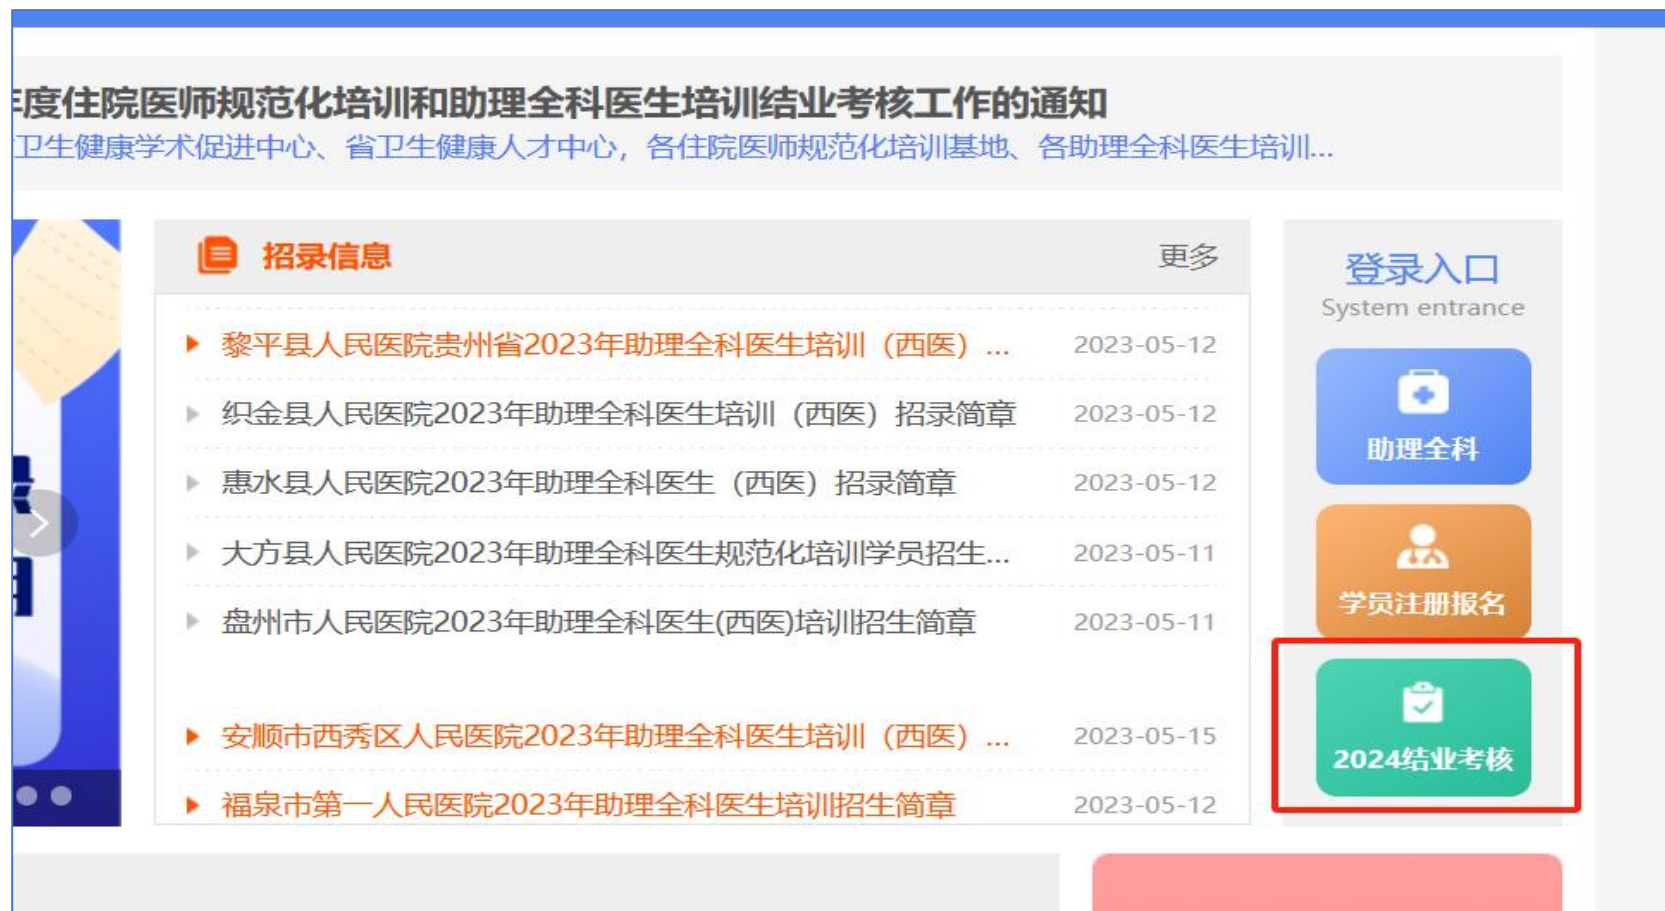 度住院医师规范化培训和助理全科医生培训结业考核工作的通知
卫生健康学术促进中心、省卫生健康人才中心，各住院医师规范化培训基地、各助理全科医生培训...
招录信息
更多
黎平县人民医院贵州省2023年助理全科医生培训（西医）...
2023-05-12
织金县人民医院2023年助理全科医生培训（西医）招录简章
2023-05-12
惠水县人民医院2023年助理全科医生（西医）招录简章
2023-05-12
大方县人民医院2023年助理全科医生规范化培训学员招生...
2023-05-11
盘州市人民医院2023年助理全科医生(西医)培训招生简章
2023-05-11
安顺市西秀区人民医院2023年助理全科医生培训（西医）...
2023-05-15
福泉市第一人民医院2023年助理全科医生培训招生简章
2023-05-12
登录入口
System entrance
助理全科
学员注册报名
2024结业考核